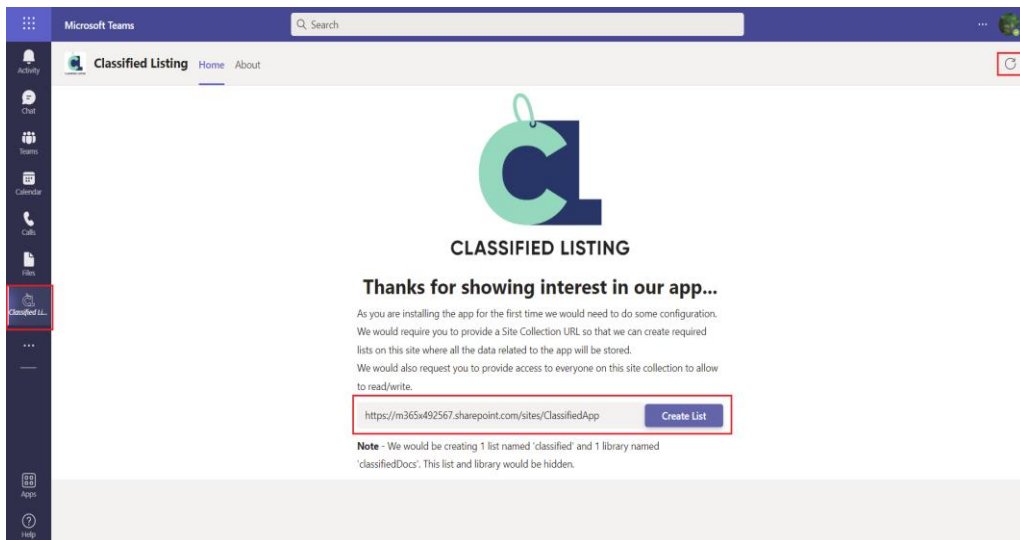 Microsoft Teams
Search
Activity
Chat
Teams
Calendar
Calls
Files
Classified Li...
Apps
Help
Classified Listing Home About
CL
CLASSIFIED LISTING
Thanks for showing interest in our app...
As you are installing the app for the first time we would need to do some configuration.
We would require you to provide a Site Collection URL so that we can create required
lists on this site where all the data related to the app will be stored.
We would also request you to provide access to everyone on this site collection to allow
to read/write.
https://m365x492567.sharepoint.com/sites/ClassifiedApp Create List
Note - We would be creating 1 list named 'classified' and 1 library named
'classifiedDocs'. This list and library would be hidden.